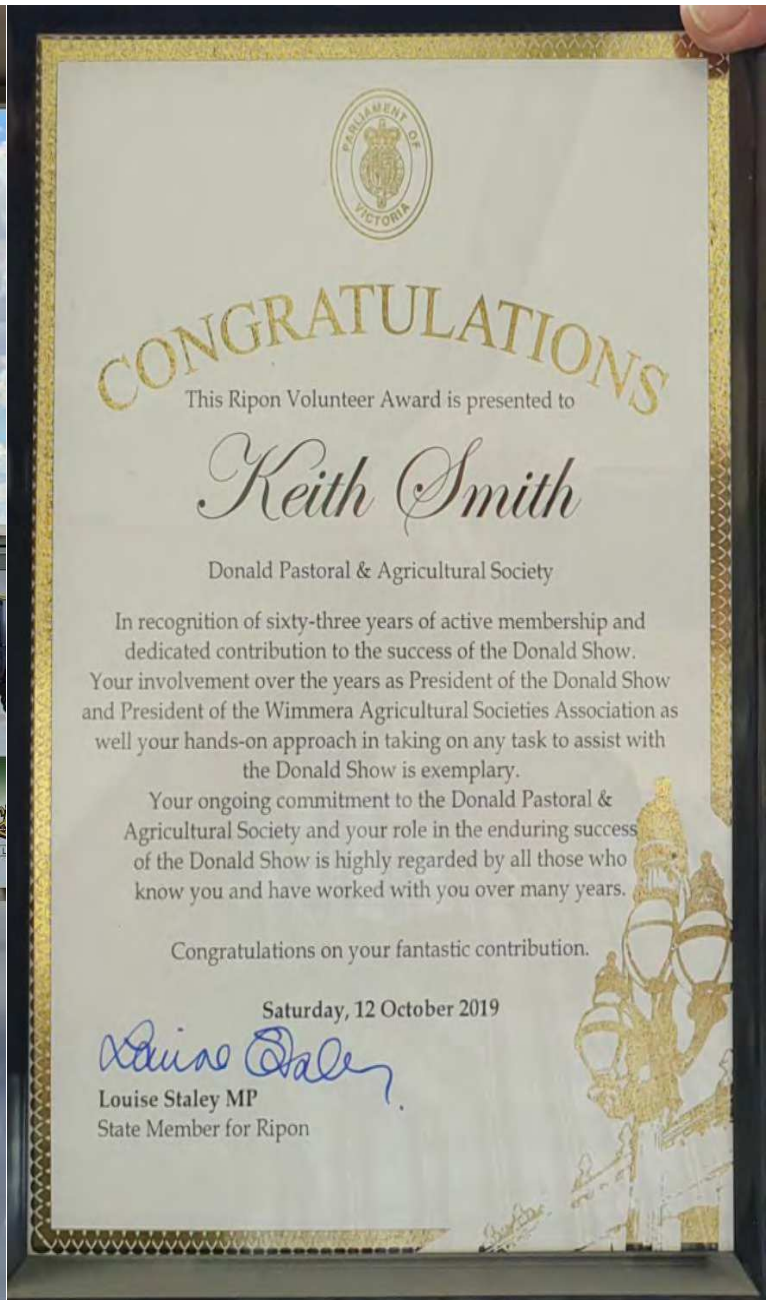 PARLIAMENT OF
VICTORIA
CONGRATULATIONS
This Ripon Volunteer Award is presented to
Keith Smith
Donald Pastoral & Agricultural Society
In recognition of sixty-three years of active membership and
dedicated contribution to the success of the Donald Show.
Your involvement over the years as President of the Donald Show
and President of the Wimmera Agricultural Societies Association as
well your hands-on approach in taking on any task to assist with
the Donald Show is exemplary.
Your ongoing commitment to the Donald Pastoral &
Agricultural Society and your role in the enduring success
of the Donald Show is highly regarded by all those who
know you and have worked with you over many years.
Congratulations on your fantastic contribution.
Saturday, 12 October 2019
Louise Staley
Louise Staley MP
State Member for Ripon